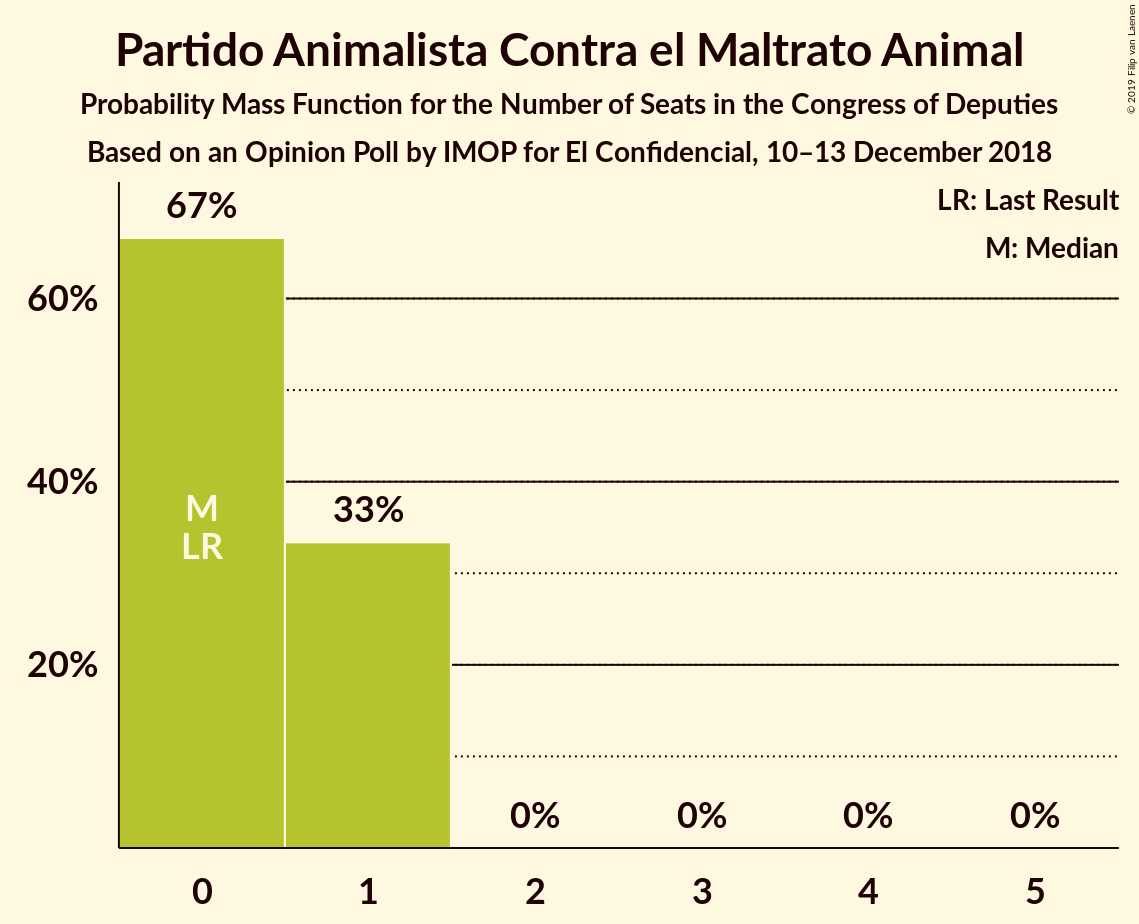 Partido Animalista Contra el Maltrato Animal
Probability Mass Function for the Number of Seats in the Congress of Deputies
Based on an Opinion Poll by IMOP for El Confidencial, 10–13 December 2018
© 2019 Filip van Laenen
LR: Last Result
M: Median
67%
60%
40%
33%
M
LR
20%
0% 0% 0% 0%
0 1 2 3 4 5